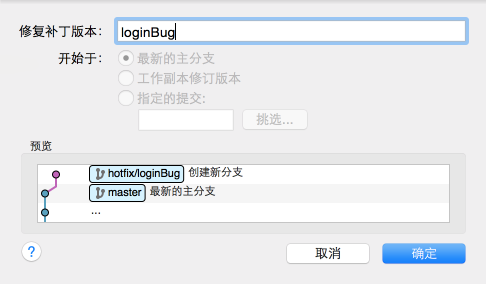 修复补丁版本: loginBug
开始于: 最新的主分支
工作副本修订版本
指定的提交:
挑选...
预览
hotfix/loginBug 创建新分支
master 最新的主分支
...
? 取消 确定